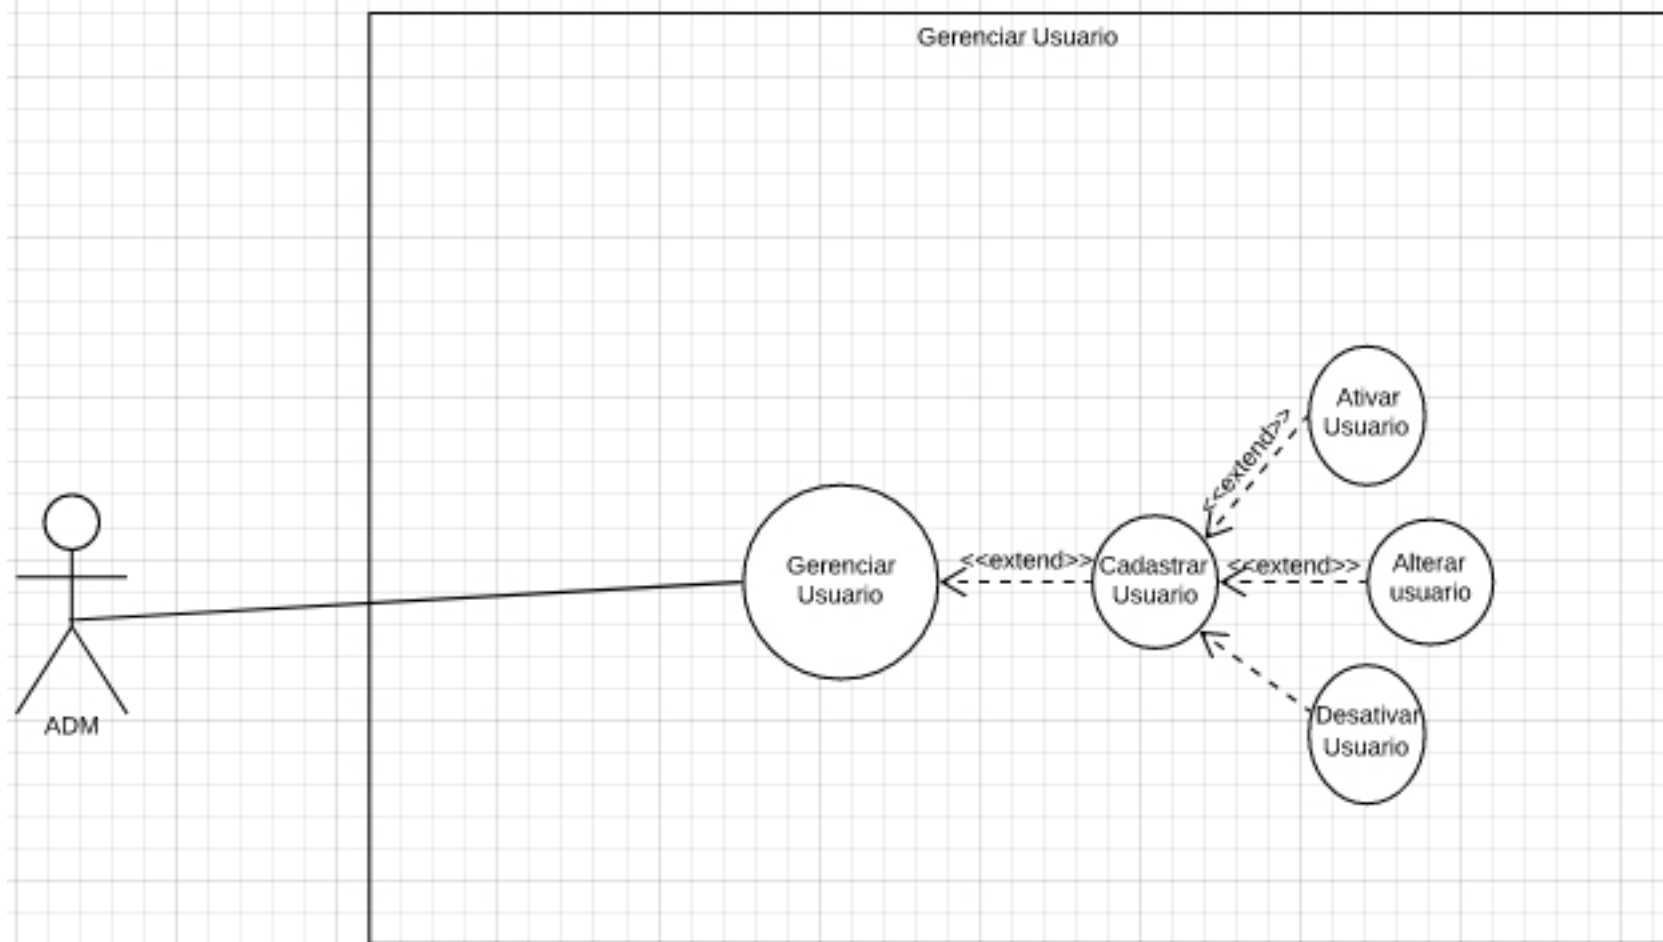 Gerenciar Usuario
Ativar
Usuario
<<extend>>
Gerenciar
Usuario
<<extend>>
Cadastrar
Usuario
<<extend>>
Alterar
usuario
Desativar
Usuario
ADM